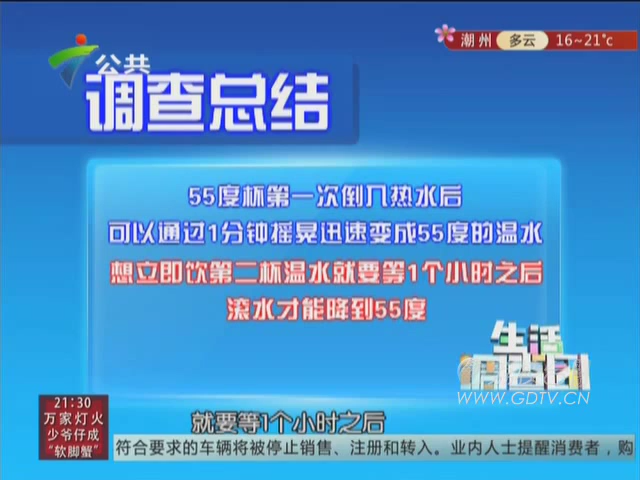 潮州 多云 16~21℃
公共
调查总结
55度杯第一次倒入热水后
可以通过1分钟摇晃迅速变成55度的温水
想立即饮第二杯温水就要等1个小时之后
滚水才能降到55度
生活
调查团
WWW.GDTV.CN
21:30
万家灯火
少爷仔成
“软脚蟹”
就要等1个小时之后
符合要求的车辆将被停止销售、注册和转入。业内人士提醒消费者，购